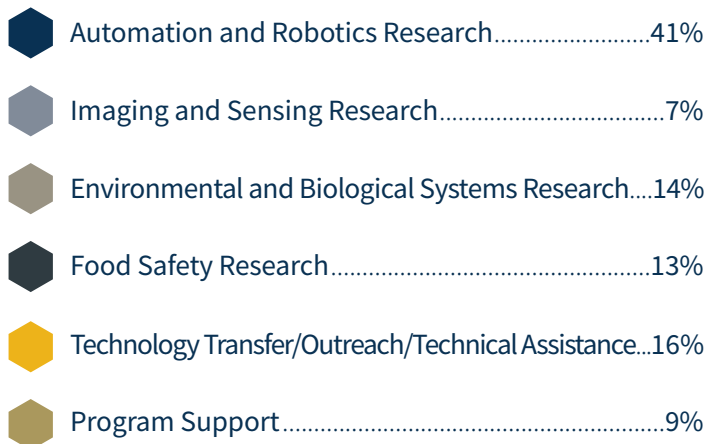 Automation and Robotics Research......................41%
Imaging and Sensing Research................................7%
Environmental and Biological Systems Research....14%
Food Safety Research.............................................13%
Technology Transfer/Outreach/Technical Assistance...16%
Program Support......................................................9%